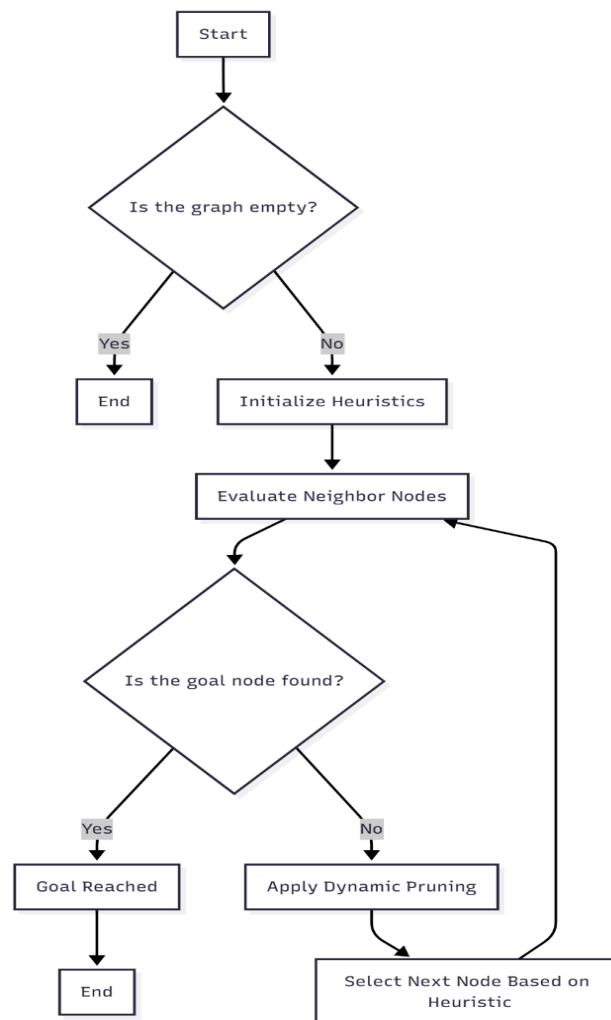 Start
Is the graph empty?
Yes
No
End
Initialize Heuristics
Evaluate Neighbor Nodes
Is the goal node found?
Yes
No
Goal Reached
Apply Dynamic Pruning
End
Select Next Node Based on
Heuristic